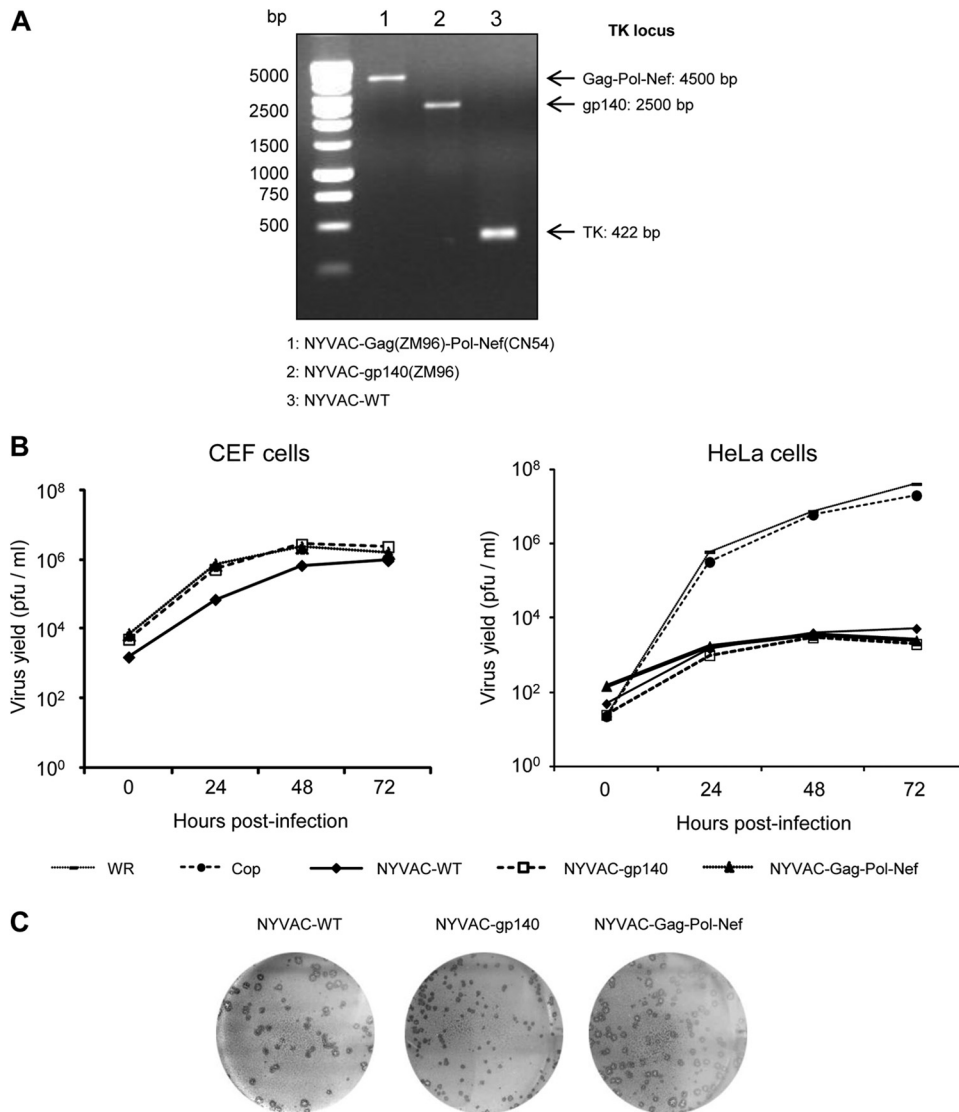 A
bp
1 2 3
TK locus
5000
2500
1500
1000
750
500
Gag-Pol-Nef: 4500 bp
gp140: 2500 bp
TK: 422 bp
1: NYVAC-Gag(ZM96)-Pol-Nef(CN54)
2: NYVAC-gp140(ZM96)
3: NYVAC-WT
B
CEF cells
Virus yield (pfu / ml)
10⁸
10⁶
10⁴
10²
10⁰
0 24 48 72
Hours post-infection
HeLa cells
Virus yield (pfu / ml)
10⁸
10⁶
10⁴
10²
10⁰
0 24 48 72
Hours post-infection
WR Cop NYVAC-WT NYVAC-gp140 NYVAC-Gag-Pol-Nef
C
NYVAC-WT NYVAC-gp140 NYVAC-Gag-Pol-Nef